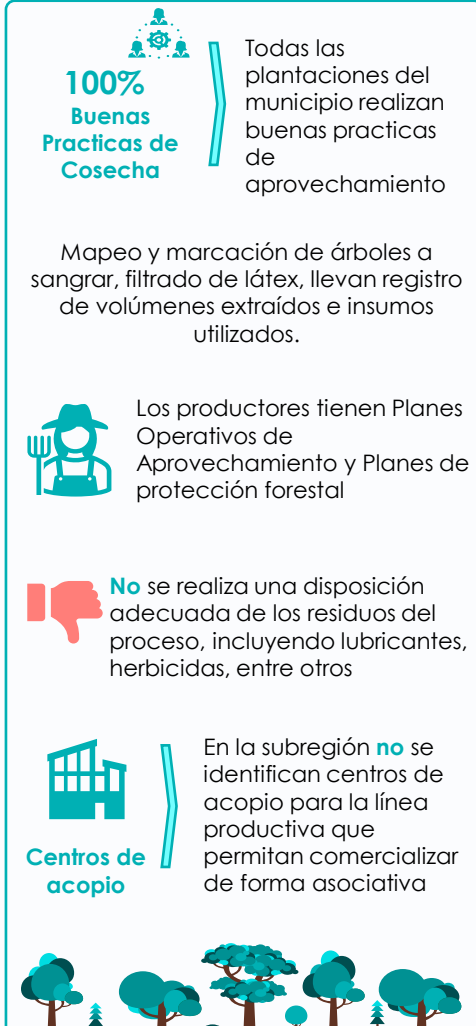 100%
Buenas
Practicas de
Cosecha
Todas las
plantaciones del
municipio realizan
buenas practicas
de
aprovechamiento
Mapeo y marcación de árboles a
sangrar, filtrado de látex, llevan registro
de volúmenes extraídos e insumos
utilizados.
Los productores tienen Planes
Operativos de
Aprovechamiento y Planes de
protección forestal
No se realiza una disposición
adecuada de los residuos del
proceso, incluyendo lubricantes,
herbicidas, entre otros
Centros de
acopio
En la subregión no se
identifican centros de
acopio para la línea
productiva que
permitan comercializar
de forma asociativa